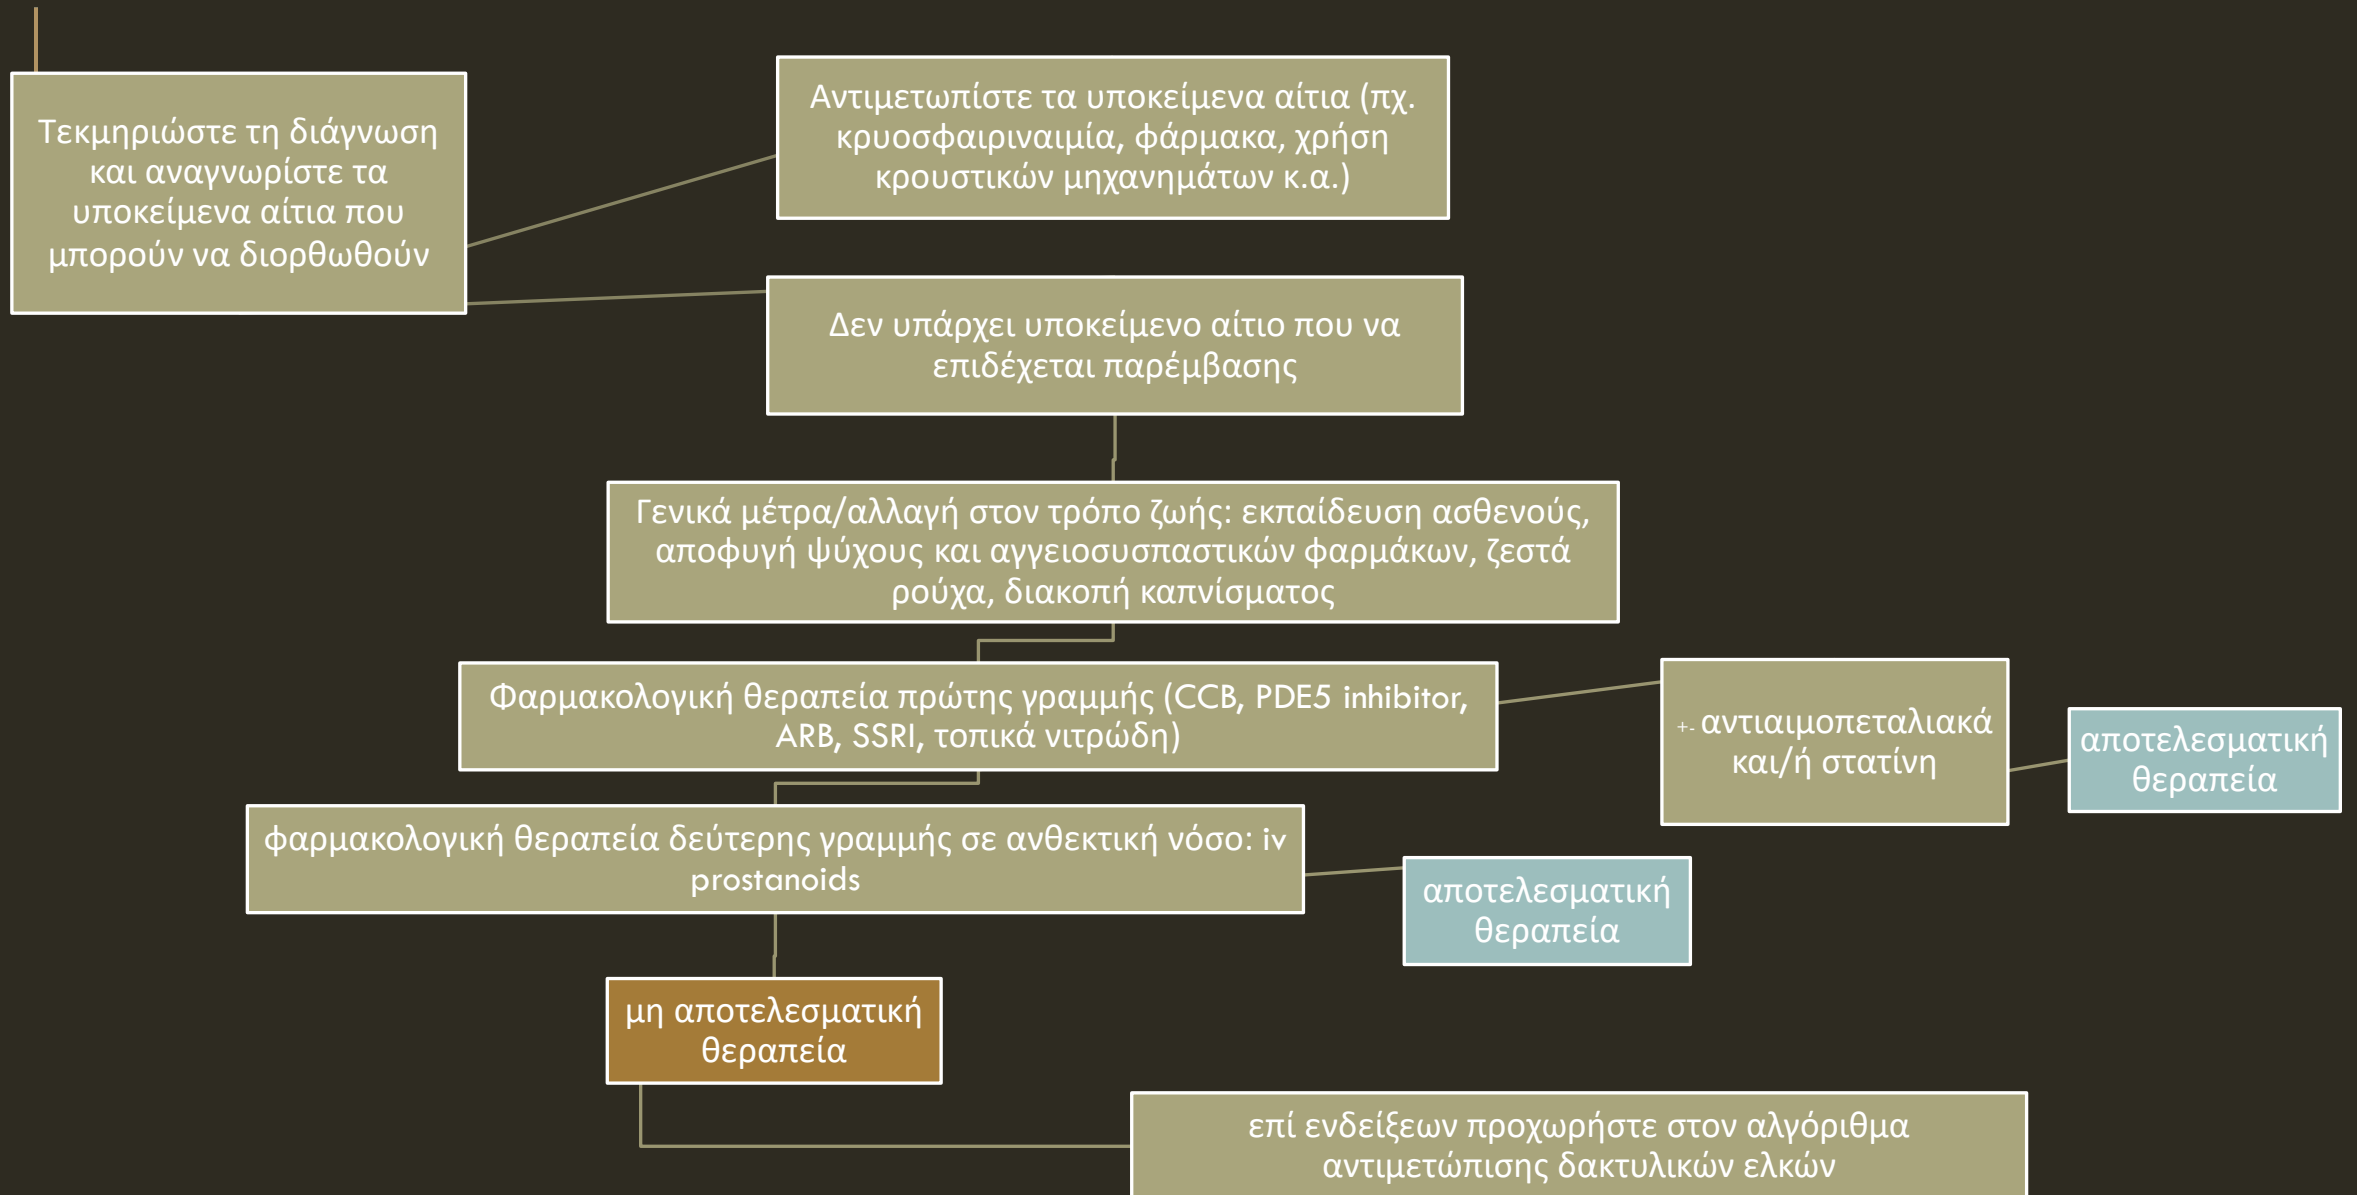 Τεκμηριώστε τη διάγνωση
και αναγνωρίστε τα
υποκείμενα αίτια που
μπορούν να διορθωθούν
Αντιμετωπίστε τα υποκείμενα αίτια (πχ.
κρυοσφαιριναιμία, φάρμακα, χρήση
κρουστικών μηχανημάτων κ.α.)
Δεν υπάρχει υποκείμενο αίτιο που να
επιδέχεται παρέμβασης
Γενικά μέτρα/αλλαγή στον τρόπο ζωής: εκπαίδευση ασθενούς,
αποφυγή ψύχους και αγγειοσυσπαστικών φαρμάκων, ζεστά
ρούχα, διακοπή καπνίσματος
Φαρμακολογική θεραπεία πρώτης γραμμής (CCB, PDE5 inhibitor,
ARB, SSRI, τοπικά νιτρώδη)
+- αντιαιμοπεταλιακά
και/ή στατίνη
αποτελεσματική
θεραπεία
φαρμακολογική θεραπεία δεύτερης γραμμής σε ανθεκτική νόσο: iv
prostanoids
αποτελεσματική
θεραπεία
μη αποτελεσματική
θεραπεία
επί ενδείξεων προχωρήστε στον αλγόριθμα
αντιμετώπισης δακτυλικών ελκών